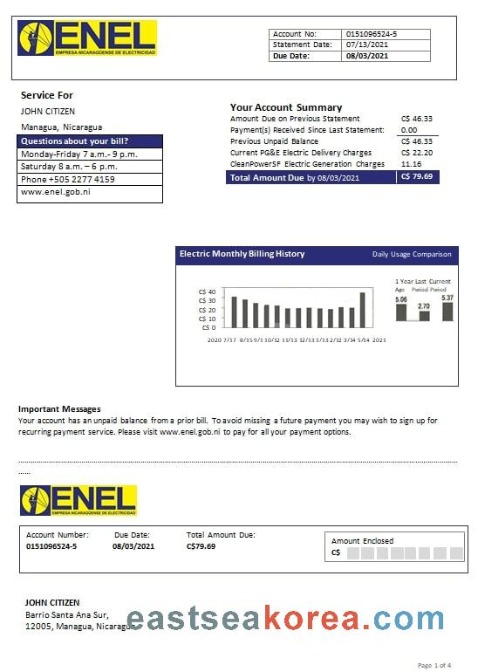 ENEL
EMPRESA NICARAGÜENSE DE ELECTRICIDAD
Account No: 0151096524-5
Statement Date: 07/13/2021
Due Date: 08/03/2021
Service For
JOHN CITIZEN
Managua, Nicaragua
Questions about your bill?
Monday-Friday 7 a.m.- 9 p.m.
Saturday 8 a.m. – 6 p.m.
Phone +505 2277 4159
www.enel.gob.ni
Your Account Summary
Amount Due on Previous Statement C$ 46.33
Payment(s) Received Since Last Statement: 0.00
Previous Unpaid Balance C$ 46.33
Current PG&E Electric Delivery Charges C$ 22.20
CleanPowerSF Electric Generation Charges 11.16
Total Amount Due by 08/03/2021 C$ 79.69
Electric Monthly Billing History Daily Usage Comparison
C$ 40
C$ 30
C$ 20
C$ 10
C$ 0
2020 7/17 8/15 9/1 10/12 11/13 12/13 1/13 2/12 3/14 5/14 2021
1 Year Last Current
Ago Period Period
5.06 2.70 5.37
Important Messages
Your account has an unpaid balance from a prior bill. To avoid missing a future payment you may wish to sign up for
recurring payment service. Please visit www.enel.gob.ni to pay for all your payment options.
ENEL
EMPRESA NICARAGÜENSE DE ELECTRICIDAD
Account Number: Due Date: Total Amount Due:
0151096524-5 08/03/2021 C$79.69
Amount Enclosed
C$
JOHN CITIZEN
Barrio Santa Ana Sur,
12005, Managua, Nicaragua
eastseakorea.com
Page 1 of 4